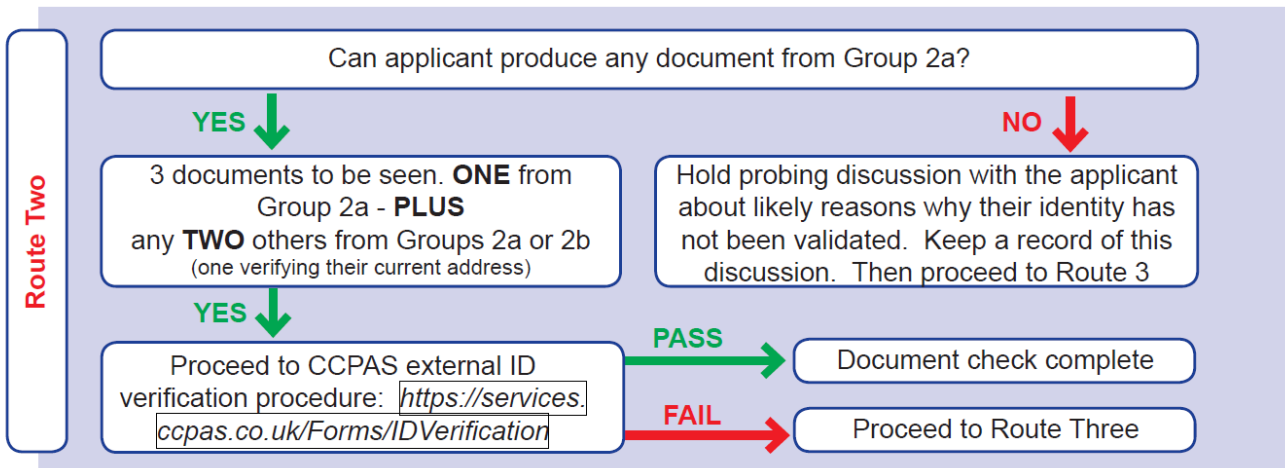 Route Two
Can applicant produce any document from Group 2a?
YES
NO
3 documents to be seen. ONE from
Group 2a - PLUS
any TWO others from Groups 2a or 2b
(one verifying their current address)
Hold probing discussion with the applicant
about likely reasons why their identity has
not been validated.  Keep a record of this
discussion.  Then proceed to Route 3
YES
Proceed to CCPAS external ID
verification procedure:  https://services.
ccpas.co.uk/Forms/IDVerification
PASS
Document check complete
FAIL
Proceed to Route Three